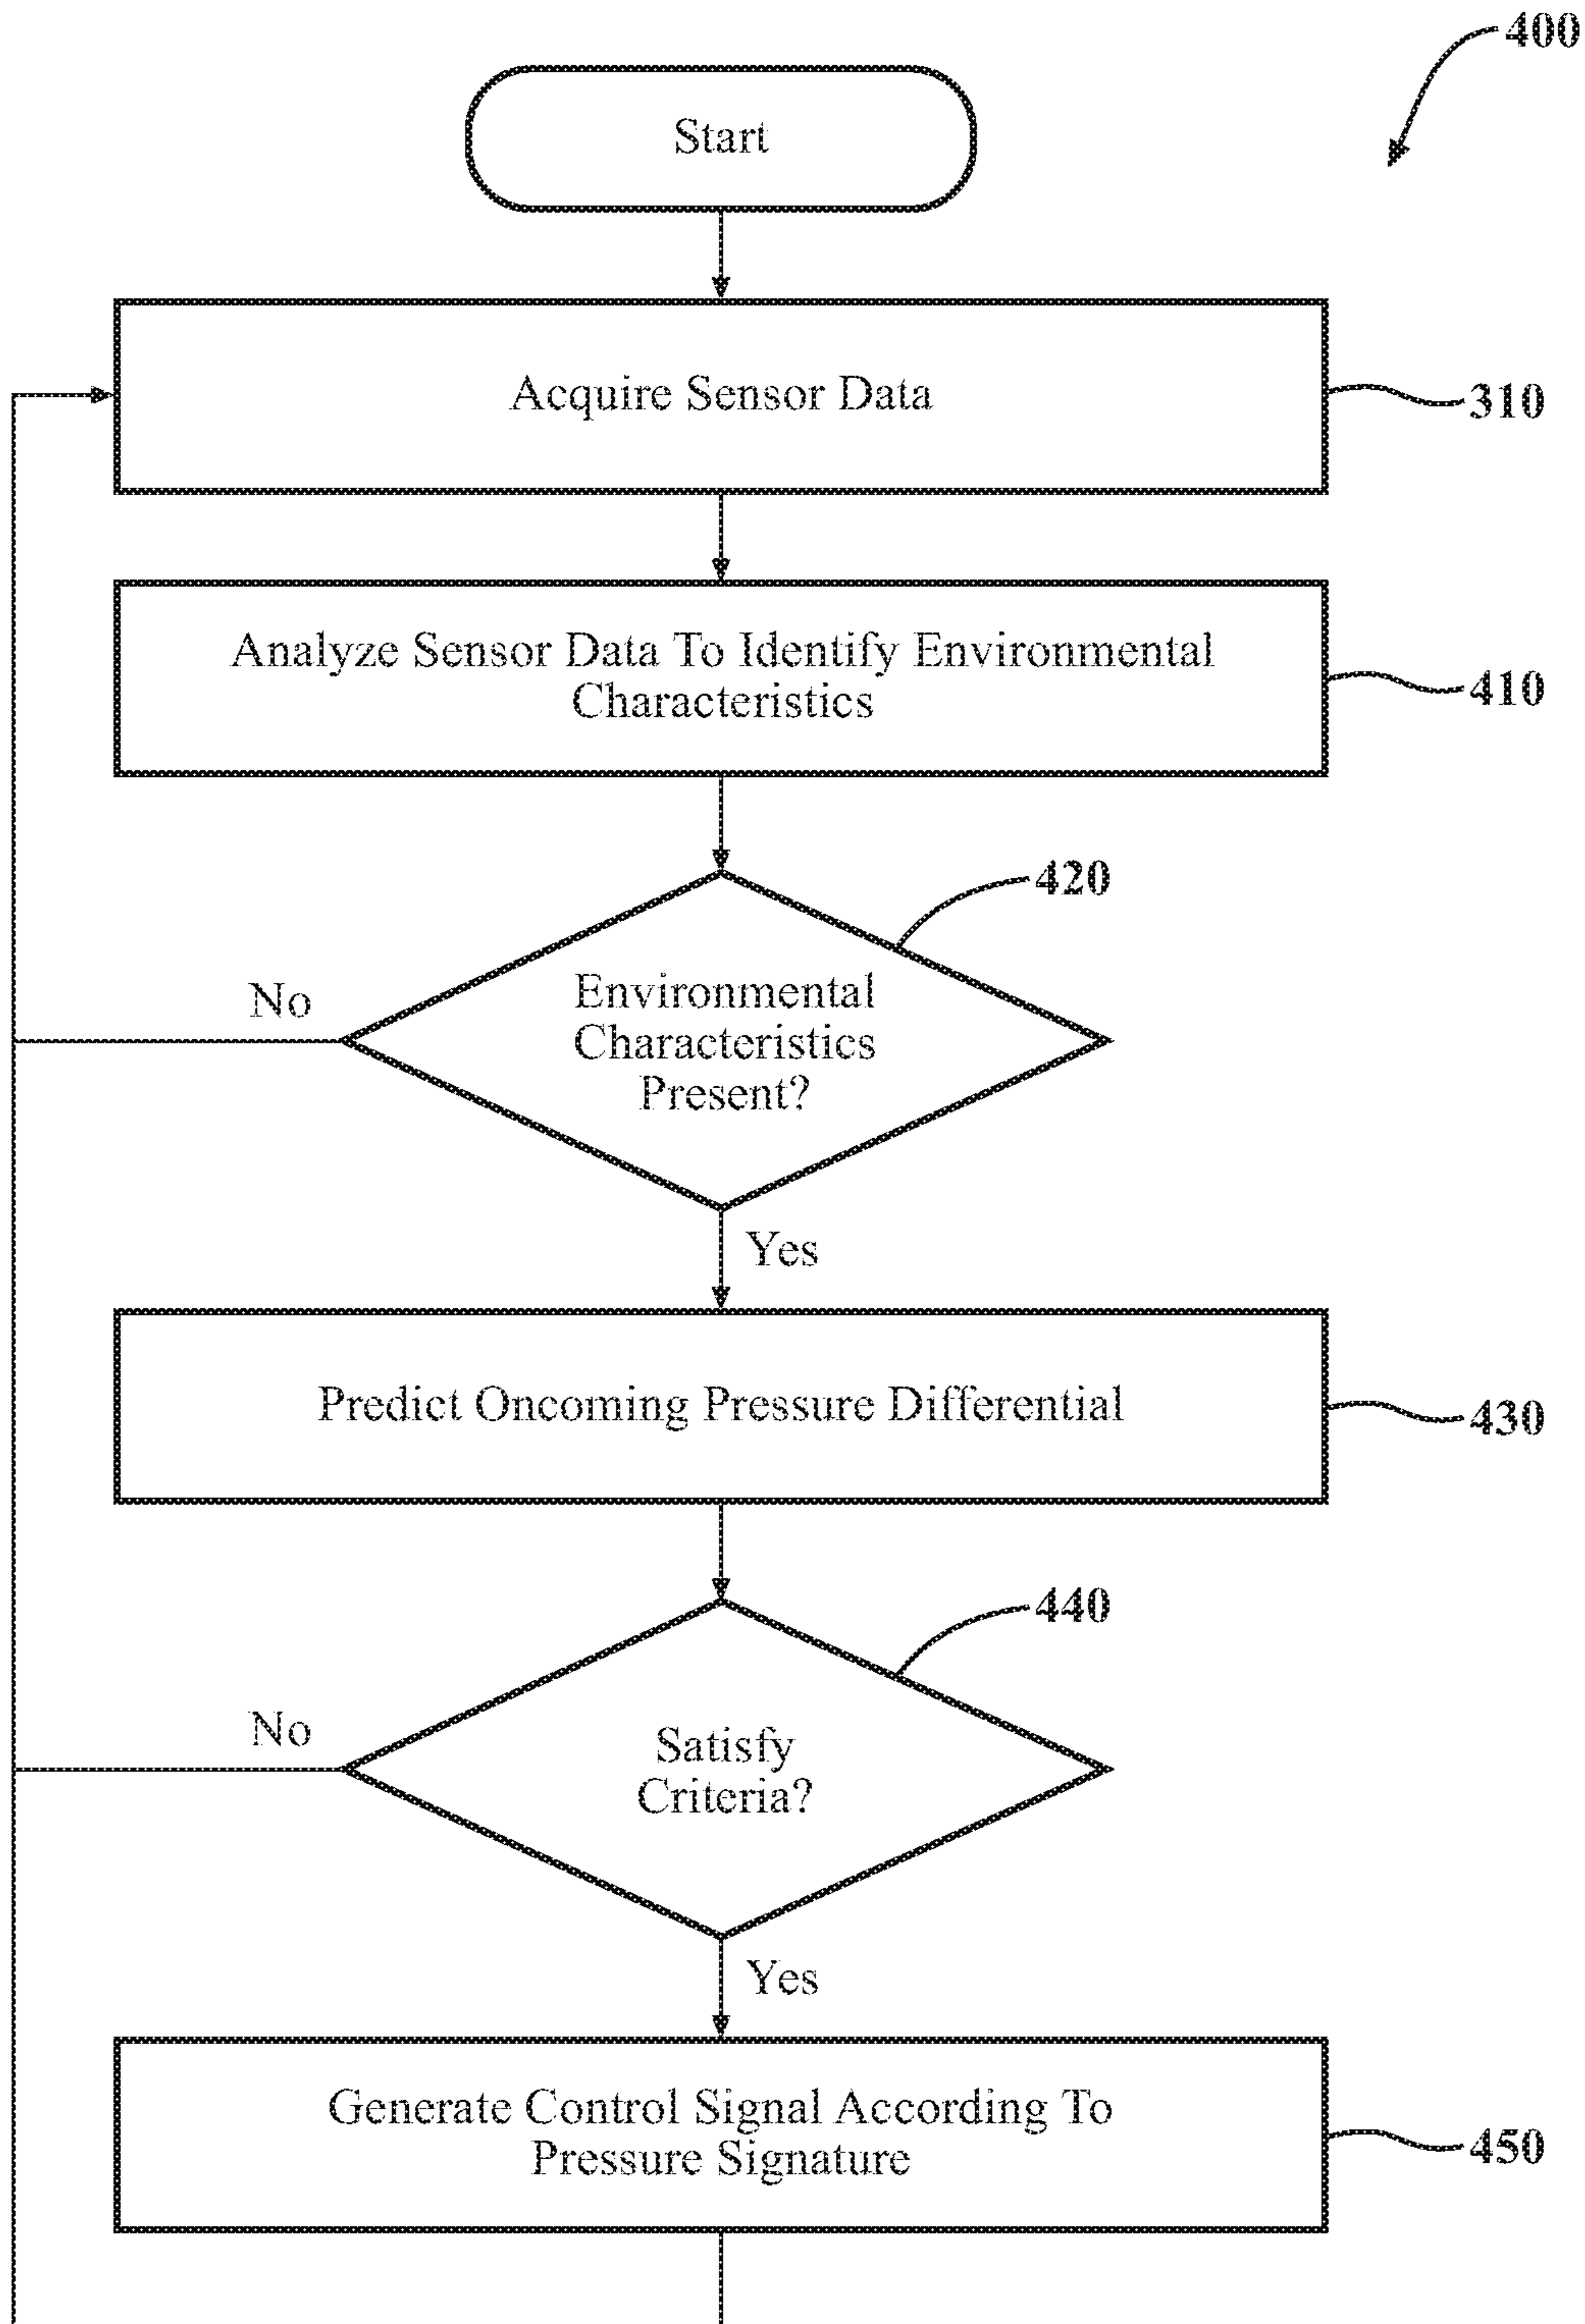 400
Start
Acquire Sensor Data
310
Analyze Sensor Data To Identify Environmental
Characteristics
410
420
Environmental
Characteristics
Present?
No
Yes
Predict Oncoming Pressure Differential
430
440
Satisfy
Criteria?
No
Yes
Generate Control Signal According To
Pressure Signature
450